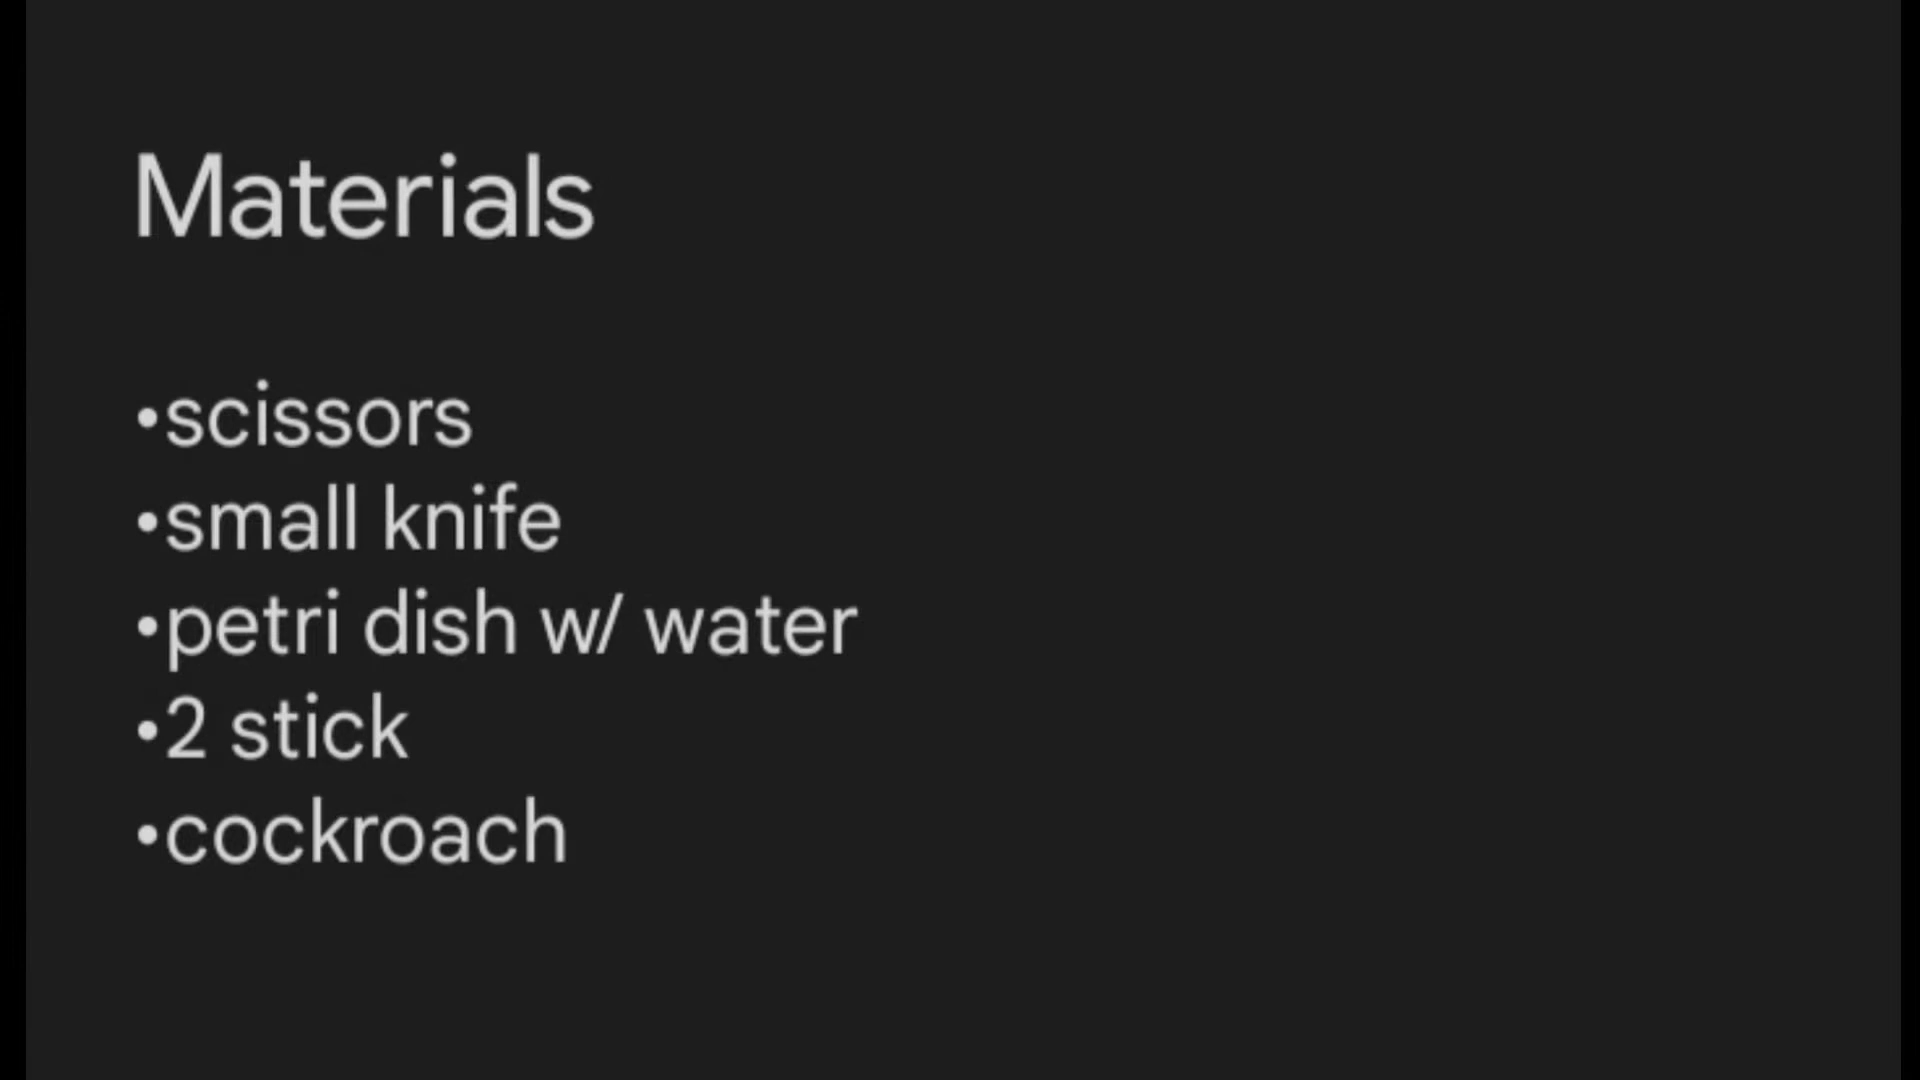 Materials
•scissors
•small knife
•petri dish w/ water
•2 stick
•cockroach